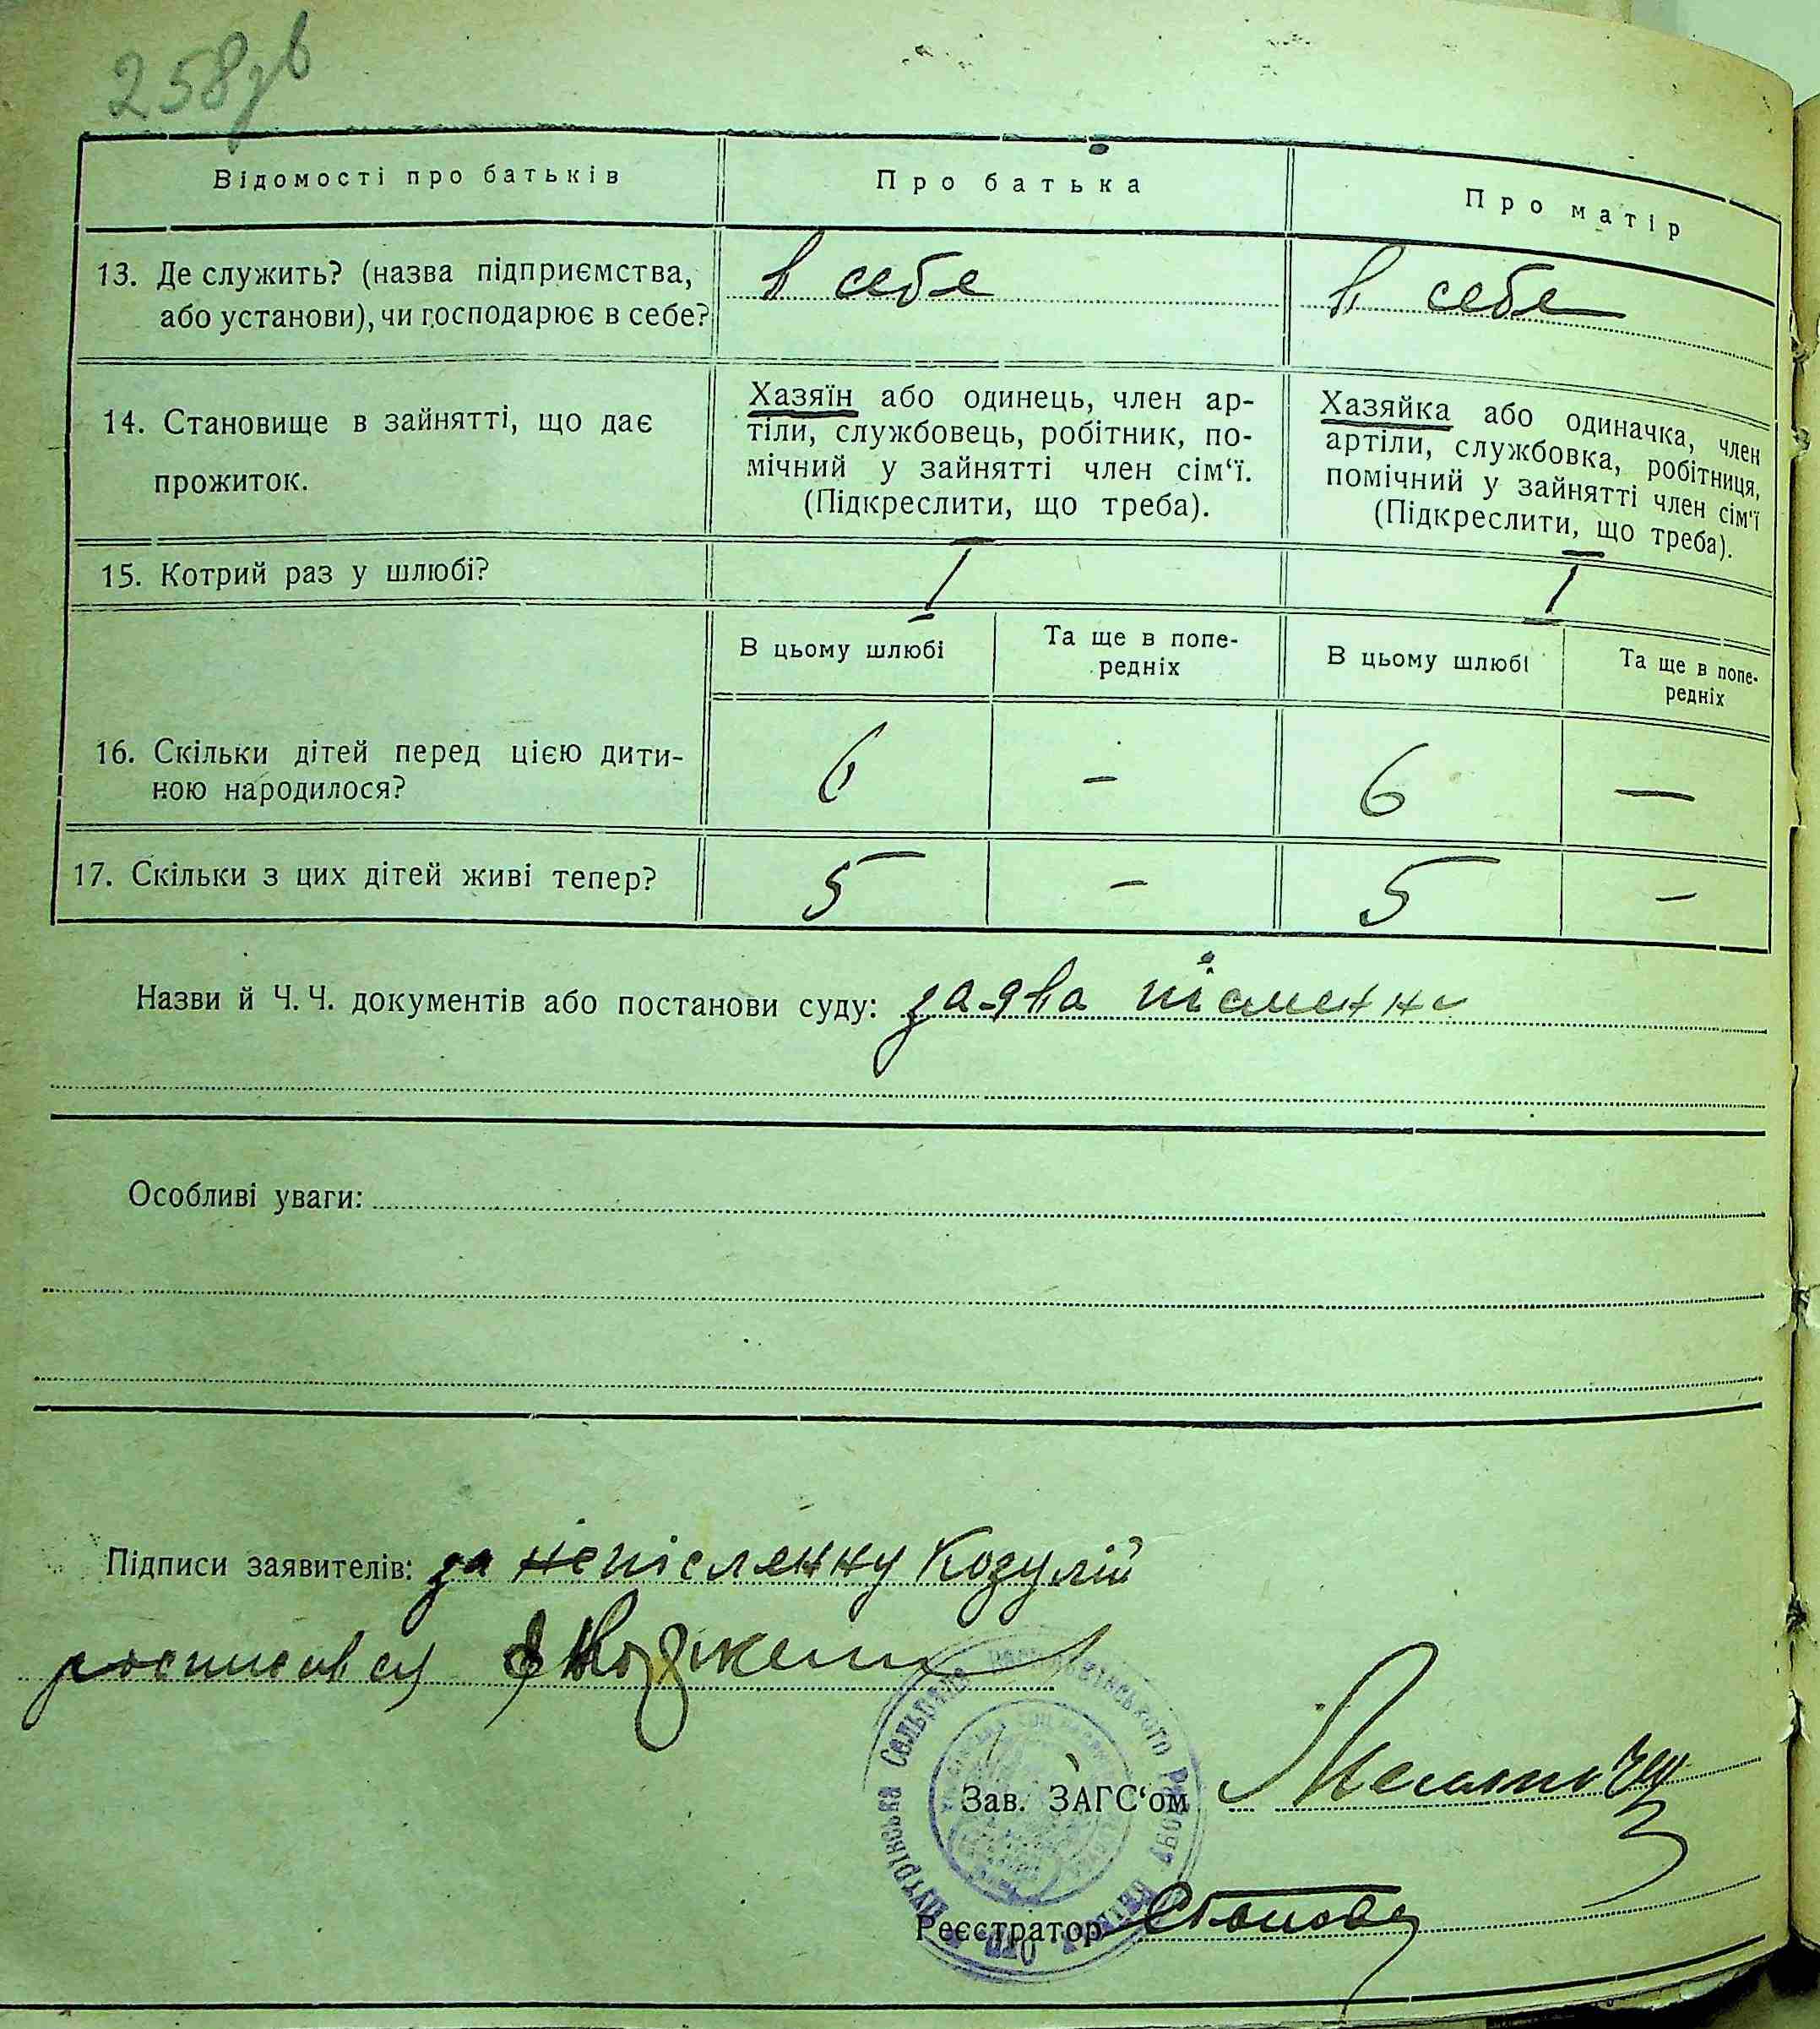 258зв
Відомості про батьків
Про батька
Про матір
13. Де служить? (назва підприємства,
або установи), чи господарює в себе?
в себе
в себе
14. Становище в зайнятті, що дає
прожиток.
Хазяїн або одинець, член ар-
тіли, службовець, робітник, по-
мічний у зайнятті член сім‘ї.
(Підкреслити, що треба).
Хазяйка або одиначка, член
артіли, службовка, робітниця,
помічний у зайнятті член сім‘ї
(Підкреслити, що треба).
15. Котрий раз у шлюбі?
I
I
В цьому шлюбі
Та ще в попе-
редніх
В цьому шлюбі
Та ще в попе-
редніх
16. Скільки дітей перед цією дити-
ною народилося?
6
–
6
–
17. Скільки з цих дітей живі тепер?
5
–
5
–
Назви й Ч. Ч. документів або постанови суду: заява
Особливі уваги:
Підписи заявителів: за Козулій
росписався
Сельрада
Зав. ЗАГС‘ом
Реєстратор